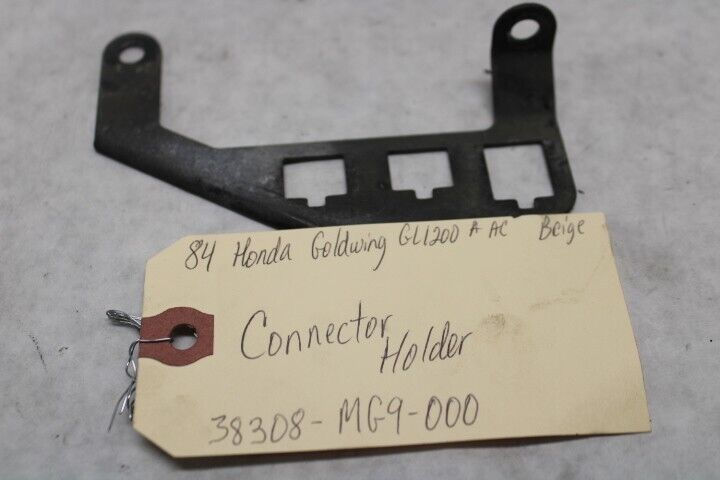 84 Honda Goldwing GL1200 A AC Beige
Connector
Holder
38308-MG9-000